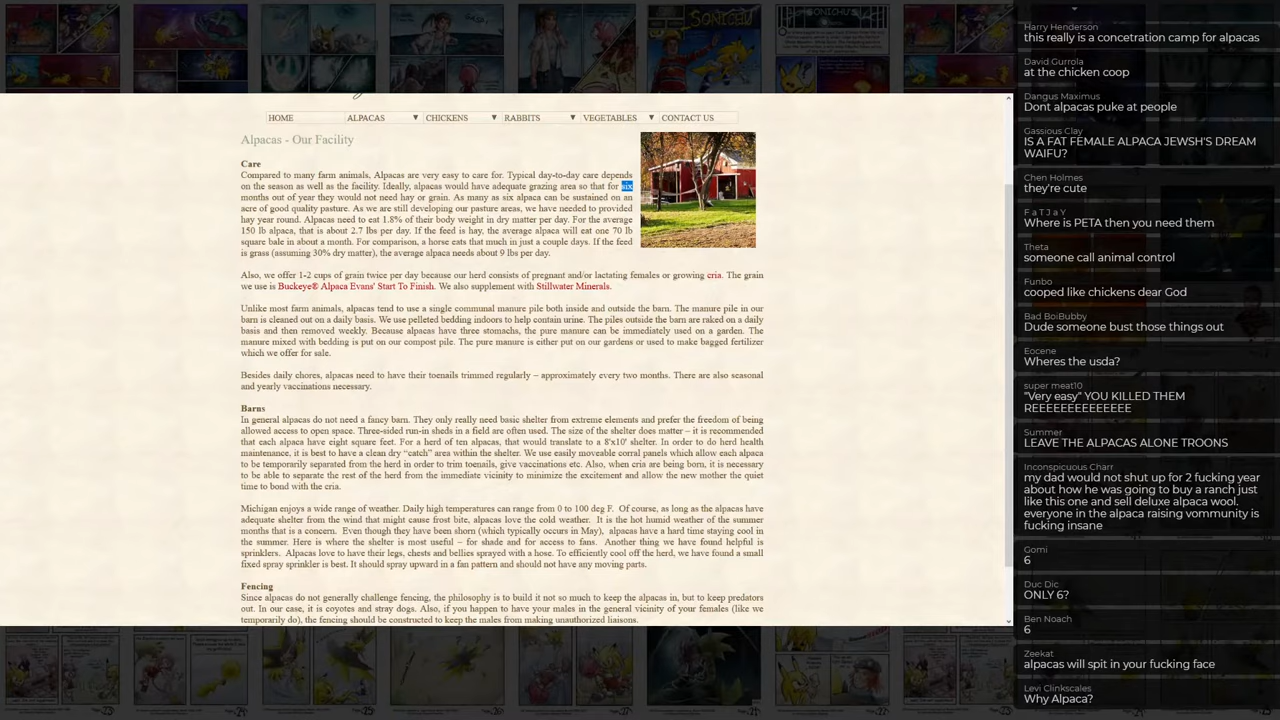 SONICHU
SONICHU'S
HOME
ALPACAS ▼
CHICKENS ▼
RABBITS ▼
VEGETABLES ▼
CONTACT US
Alpacas - Our Facility
Care
Compared to many farm animals, Alpacas are very easy to care for. Typical day-to-day care depends
on the season as well as the facility. Ideally, alpacas would have adequate grazing area so that for six
months out of year they would not need hay or grain. As many as six alpaca can be sustained on an
acre of good quality pasture. As we are still developing our pasture areas, we have needed to provided
hay year round. Alpacas need to eat 1.8% of their body weight in dry matter per day. For the average
150 lb alpaca, that is about 2.7 lbs per day. If the feed is hay, the average alpaca will eat one 70 lb
square bale in about a month. For comparison, a horse eats that much in just a couple days. If the feed
is grass (assuming 30% dry matter), the average alpaca needs about 9 lbs per day.
Also, we offer 1-2 cups of grain twice per day because our herd consists of pregnant and/or lactating females or growing cria. The grain
we use is Buckeye® Alpaca Evans' Start To Finish. We also supplement with Stillwater Minerals.
Unlike most farm animals, alpacas tend to use a single communal manure pile both inside and outside the barn. The manure pile in our
barn is cleaned out on a daily basis. We use pelleted bedding indoors to help contain urine. The piles outside the barn are raked on a daily
basis and then removed weekly. Because alpacas have three stomachs, the pure manure can be immediately used on a garden. The
manure mixed with bedding is put on our compost pile. The pure manure is either put on our gardens or used to make bagged fertilizer
which we offer for sale.
Besides daily chores, alpacas need to have their toenails trimmed regularly – approximately every two months. There are also seasonal
and yearly vaccinations necessary.
Barns
In general alpacas do not need a fancy barn. They only really need basic shelter from extreme elements and prefer the freedom of being
allowed access to open space. Three-sided run-in sheds in a field are often used. The size of the shelter does matter – it is recommended
that each alpaca have eight square feet. For a herd of ten alpacas, that would translate to a 8'x10' shelter. In order to do herd health
maintenance, it is best to have a clean dry “catch” area within the shelter. We use easily moveable corral panels which allow each alpaca
to be temporarily separated from the herd in order to trim toenails, give vaccinations etc. Also, when cria are being born, it is necessary
to be able to separate the rest of the herd from the immediate vicinity to minimize the excitement and allow the new mother the quiet
time to bond with the cria.
Michigan enjoys a wide range of weather. Daily high temperatures can range from 0 to 100 deg F. Of course, as long as the alpacas have
adequate shelter from the wind that might cause frost bite, alpacas love the cold weather. It is the hot humid weather of the summer
months that is a concern. Even though they have been shorn (which typically occurs in May), alpacas have a hard time staying cool in
the summer. Here is where the shelter is most useful – for shade and for access to fans. Another thing we have found helpful is
sprinklers. Alpacas love to have their legs, chests and bellies sprayed with a hose. To efficiently cool off the herd, we have found a small
fixed spray sprinkler is best. It should spray upward in a fan pattern and should not have any moving parts.
Fencing
Since alpacas do not generally challenge fencing, the philosophy is to build it not so much to keep the alpacas in, but to keep predators
out. In our case, it is coyotes and stray dogs. Also, if you happen to have your males in the general vicinity of your females (like we
temporarily do), the fencing should be constructed to keep the males from making unauthorized liaisons.
Harry Henderson
this really is a concetration camp for alpacas
David Gurrola
at the chicken coop
Dangus Maximus
Dont alpacas puke at people
Gassious Clay
IS A FAT FEMALE ALPACA JEWSH'S DREAM
WAIFU?
Chen Holmes
they're cute
F a T J a Y
Where is PETA then you need them
Theta
someone call animal control
Funbo
cooped like chickens dear God
Bad BoiBubby
Dude someone bust those things out
Eocene
Wheres the usda?
super meat10
"Very easy" YOU KILLED THEM
REEEEEEEEEEEEEE
Summer
LEAVE THE ALPACAS ALONE TROONS
Inconspicuous Charr
my dad would not shut up for 2 fucking year
about how he was going to buy a ranch just
like this one and sell deluxe alpaca wool.
everyone in the alpaca raising vommunity is
fucking insane
Gomi
6
Duc Dic
ONLY 6?
Ben Noach
6
Zeekat
alpacas will spit in your fucking face
Levi Clinkscales
Why Alpaca?